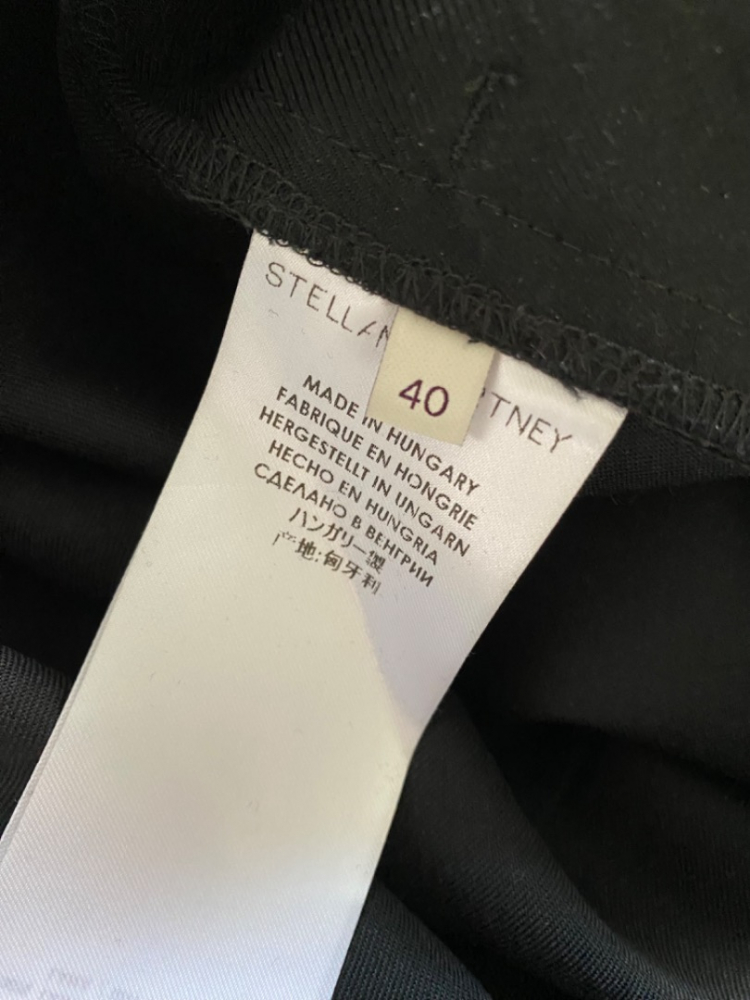 STELLA RTNEY
40
MADE IN HUNGARY
FABRIQUE EN HONGRIE
HERGESTELLT IN UNGARN
HECHO EN HUNGRIA
СДЕЛАНО В ВЕНГРИИ
ハンガリー製
产地:匈牙利